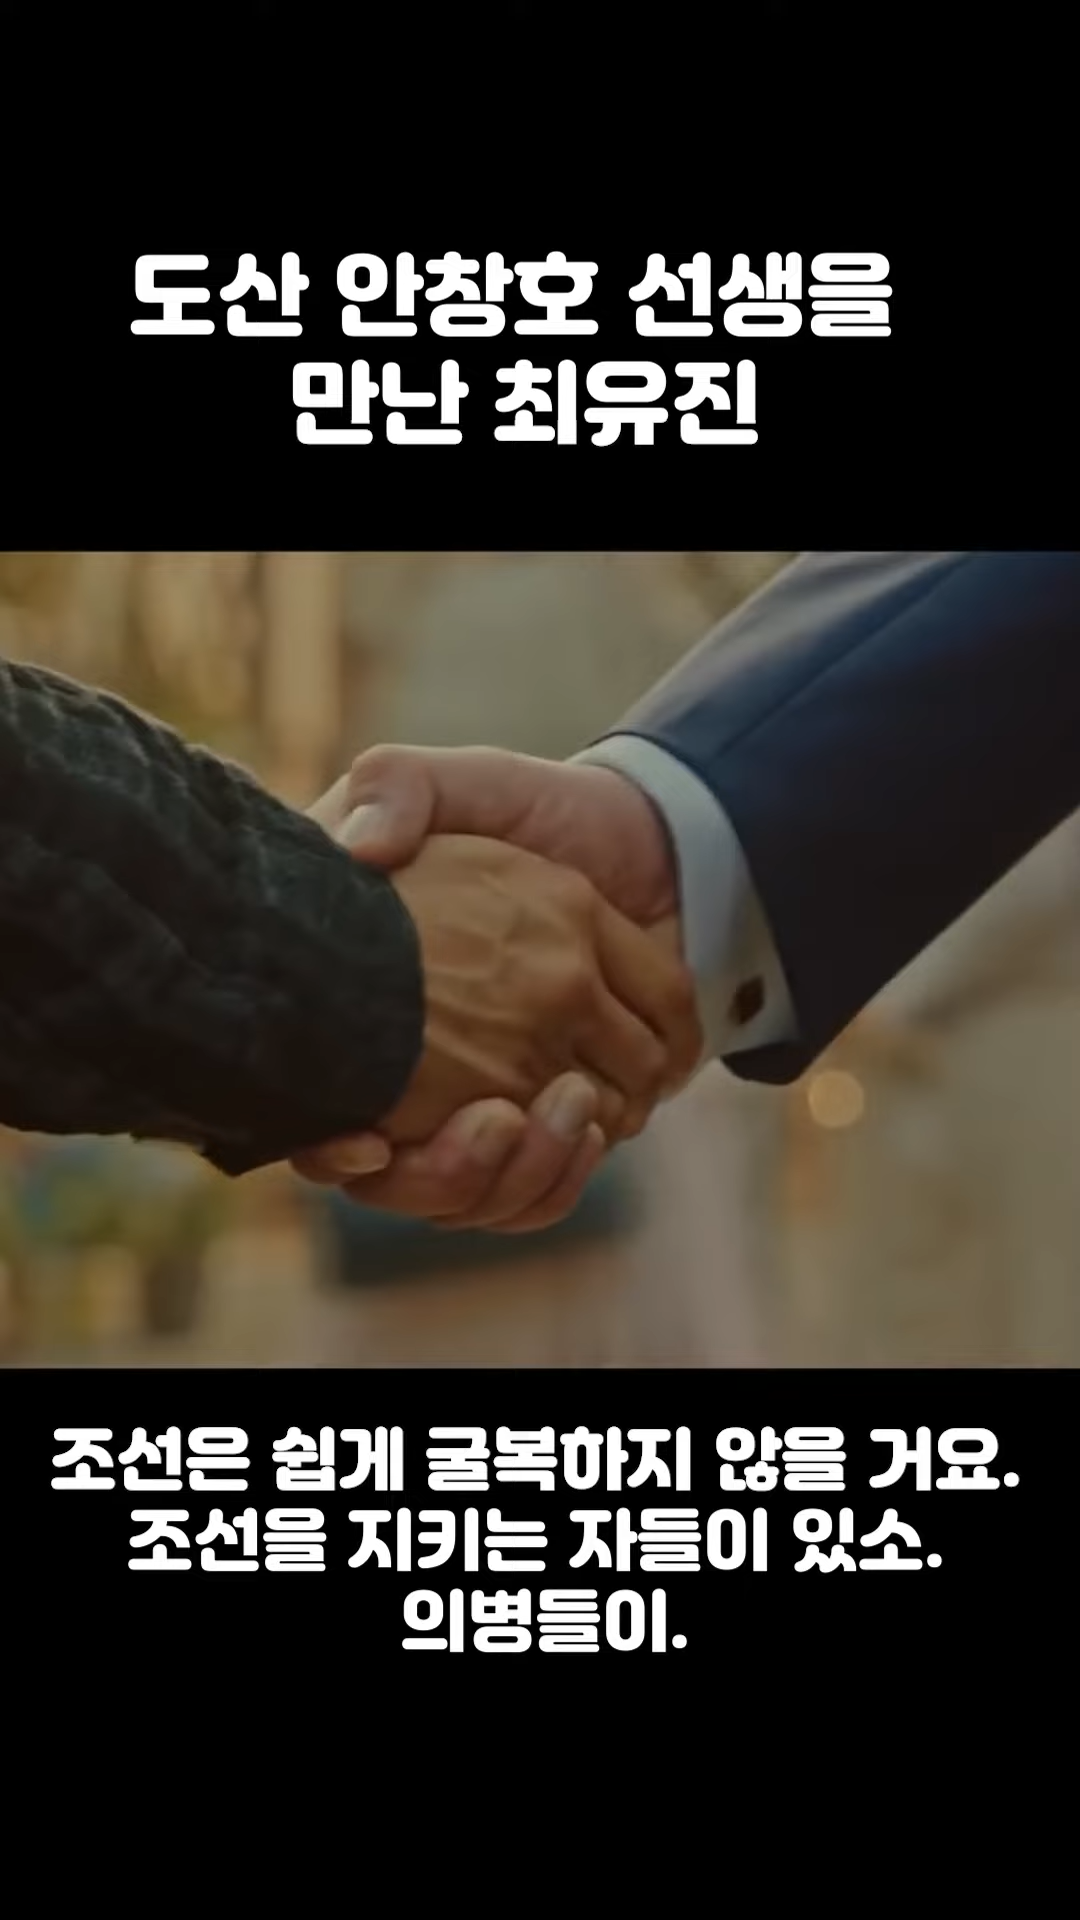 도산 안창호 선생을
만난 최유진
조선은 쉽게 굴복하지 않을 거요.
조선을 지키는 자들이 있소.
의병들이.